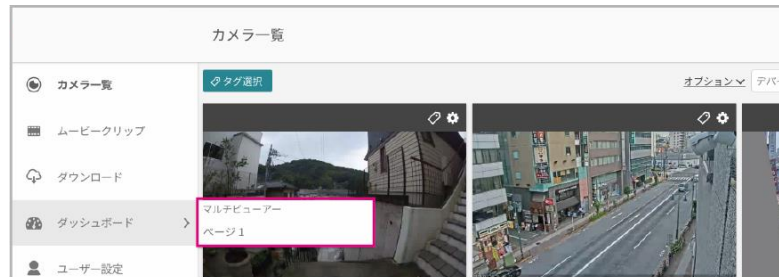 カメラ一覧
カメラ一覧
タグ選択
オプション
ムービークリップ
ダウンロード
ダッシュボード
マルチビューアー
ページ 1
ユーザー設定